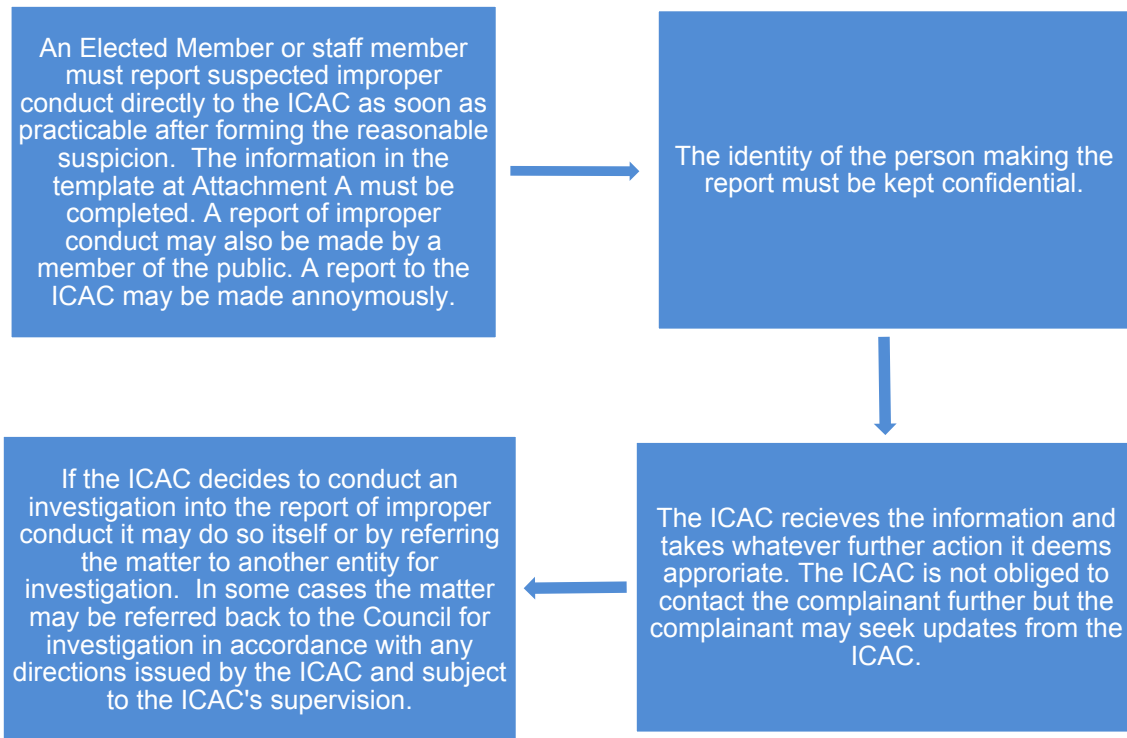 An Elected Member or staff member
must report suspected improper
conduct directly to the ICAC as soon as
practicable after forming the reasonable
suspicion.  The information in the
template at Attachment A must be
completed. A report of improper
conduct may also be made by a
member of the public. A report to the
ICAC may be made annoymously.
The identity of the person making the
report must be kept confidential.
The ICAC recieves the information and
takes whatever further action it deems
approriate. The ICAC is not obliged to
contact the complainant further but the
complainant may seek updates from the
ICAC.
If the ICAC decides to conduct an
investigation into the report of improper
conduct it may do so itself or by referring
the matter to another entity for
investigation.  In some cases the matter
may be referred back to the Council for
investigation in accordance with any
directions issued by the ICAC and subject
to the ICAC's supervision.